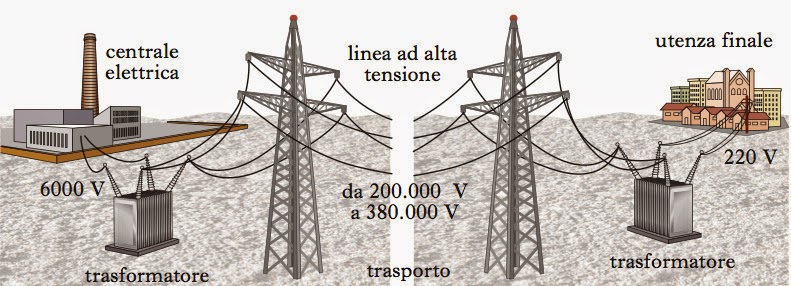 centrale
elettrica
linea ad alta
tensione
utenza finale
6000 V
da 200.000 V
a 380.000 V
220 V
trasformatore
trasporto
trasformatore